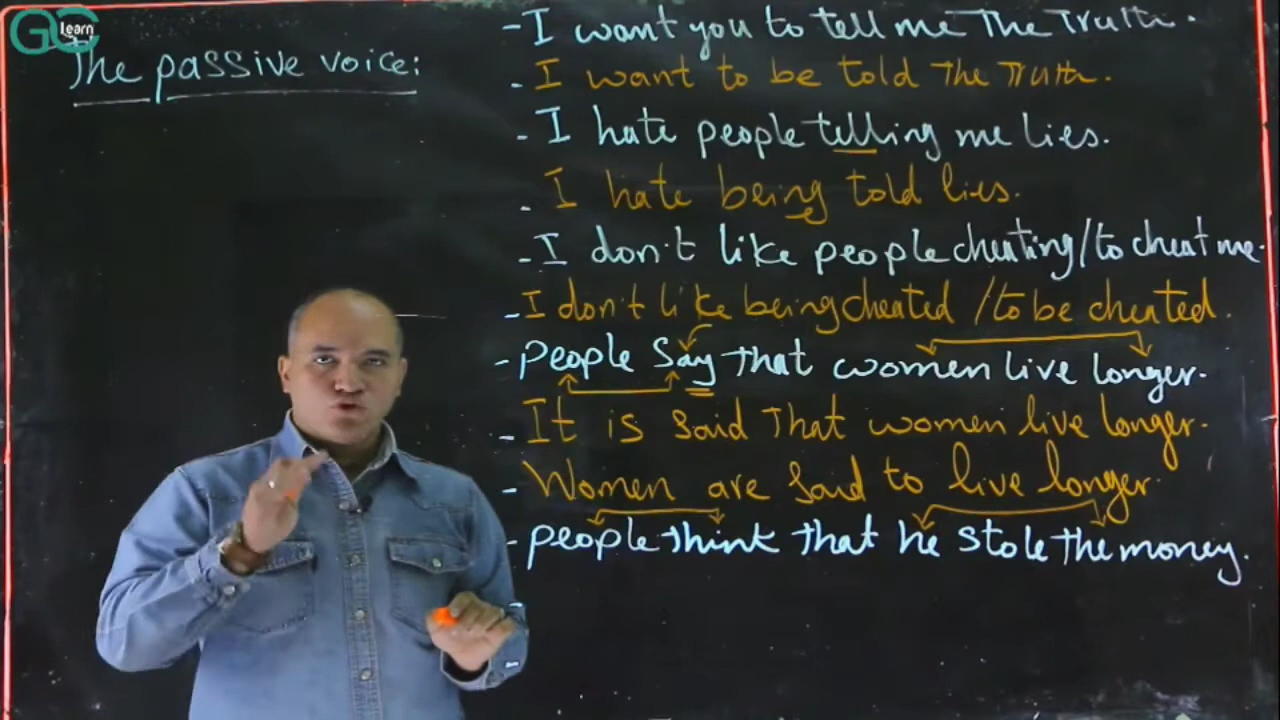 GC Learn
The passive voice:
- I want you to tell me The Truth.
- I want to be told The Truth.
- I hate people telling me lies.
- I hate being told lies.
- I don't like people cheating/to cheat me.
- I don't like being cheated /to be cheated.
- people say That women live longer.
- It is said That women live longer.
- Women are said to live longer.
- people think that he stole the money.